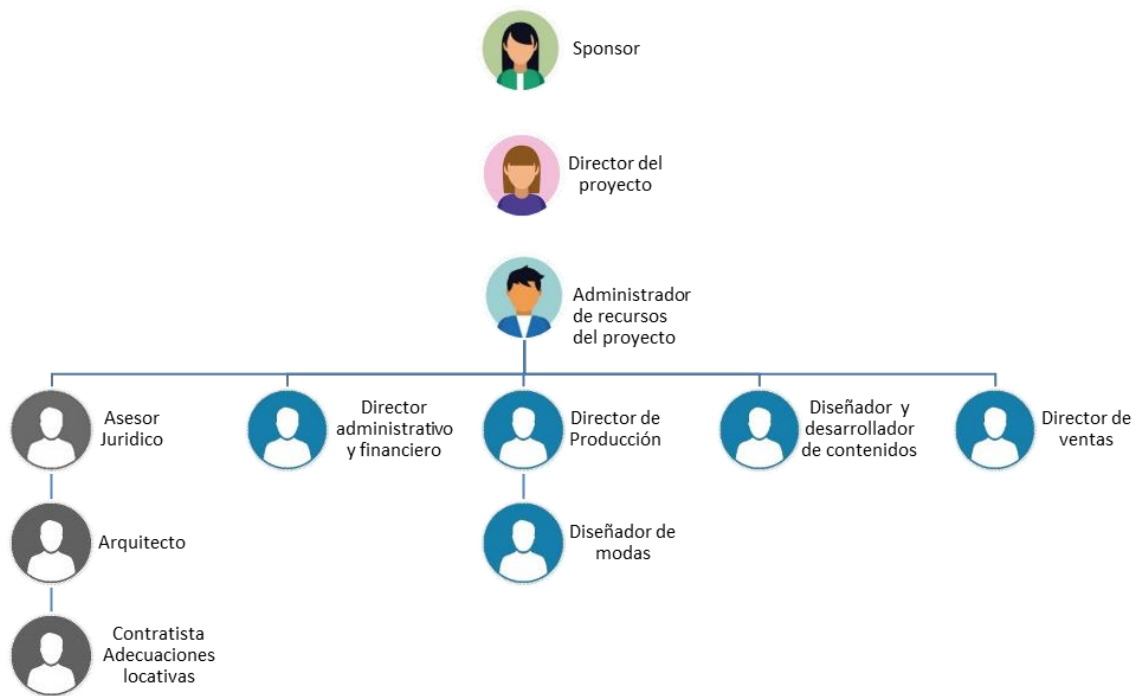 Sponsor
Director del
proyecto
Administrador
de recursos
del proyecto
Asesor
Juridico
Director
administrativo
y financiero
Director de
Producción
Diseñador y
desarrollador
de contenidos
Director de
ventas
Arquitecto
Diseñador de
modas
Contratista
Adecuaciones
locativas